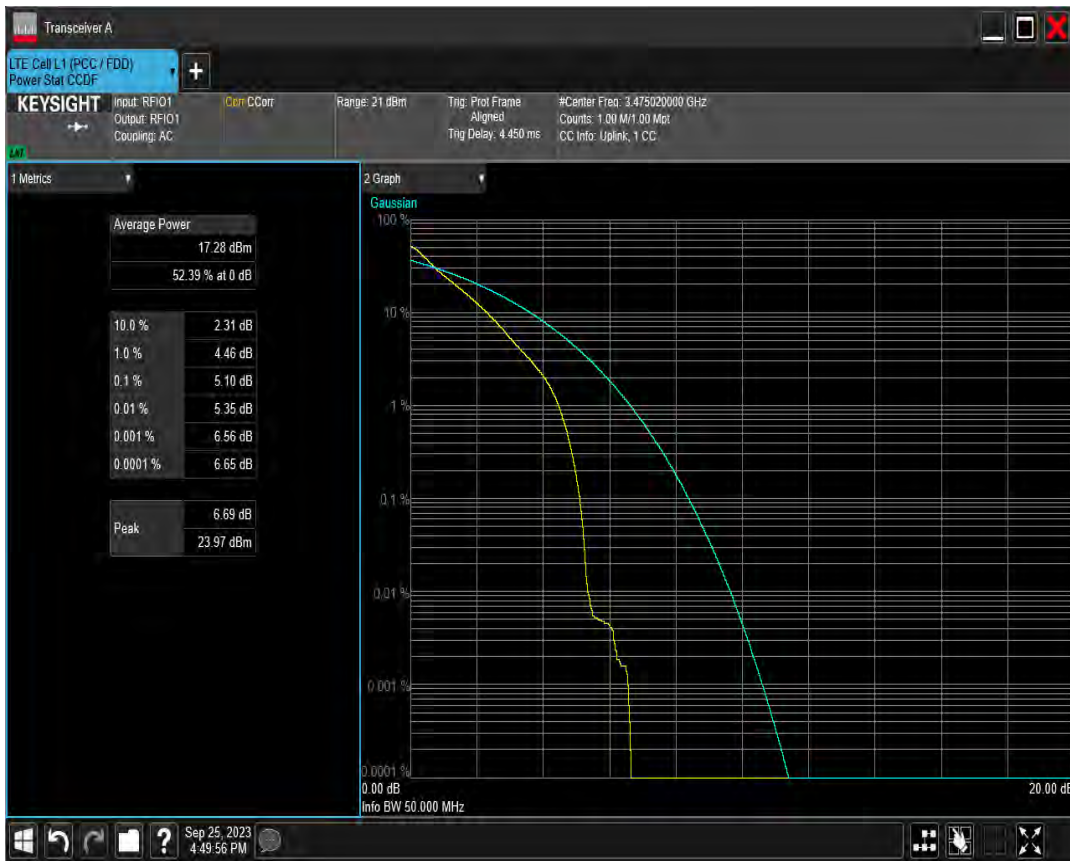 Transceiver A
LTE Cell L1 (PCC / FDD)
Power Stat CCDF
+
KEYSIGHT
Input: RFIO1
Output: RFIO1
Coupling: AC
Corr CCorr
Range: 21 dBm
Trig: Prot Frame
Aligned
Trig Delay: 4.450 ms
#Center Freq: 3.475020000 GHz
Counts: 1.00 M/1.00 Mpt
CC Info: Uplink, 1 CC
LXI
1 Metrics
Average Power
17.28 dBm
52.39 % at 0 dB
10.0 % 2.31 dB
1.0 % 4.46 dB
0.1 % 5.10 dB
0.01 % 5.35 dB
0.001 % 6.56 dB
0.0001 % 6.65 dB
Peak
6.69 dB
23.97 dBm
2 Graph
Gaussian
100 %
10 %
1 %
0.1 %
0.01 %
0.001 %
0.0001 %
0.00 dB
20.00 dB
Info BW 50.000 MHz
?
Sep 25, 2023
4:49:56 PM